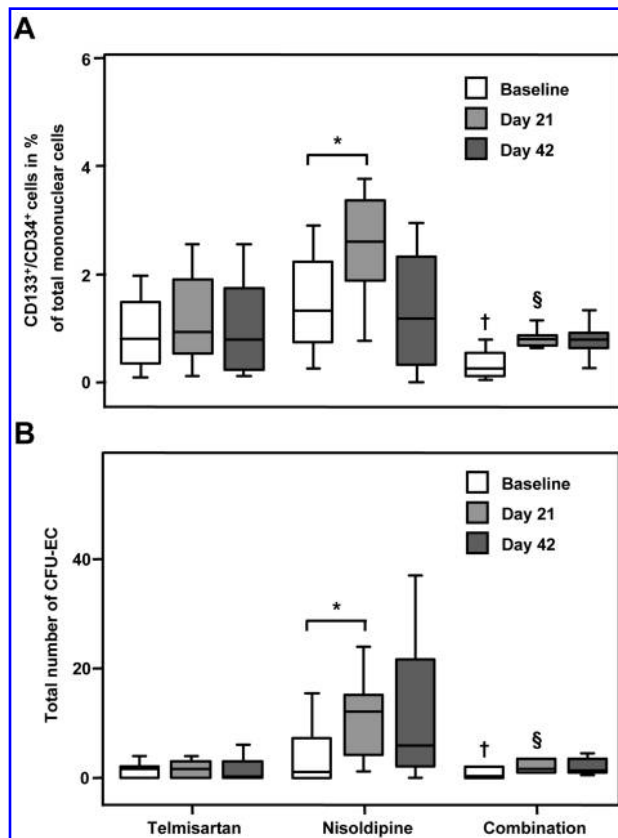 A
6
4
2
0
CD133⁺/CD34⁺ cells in %
of total mononuclear cells
Baseline
Day 21
Day 42
*
†
§
B
40
20
0
Total number of CFU-EC
Baseline
Day 21
Day 42
*
†
§
Telmisartan Nisoldipine Combination